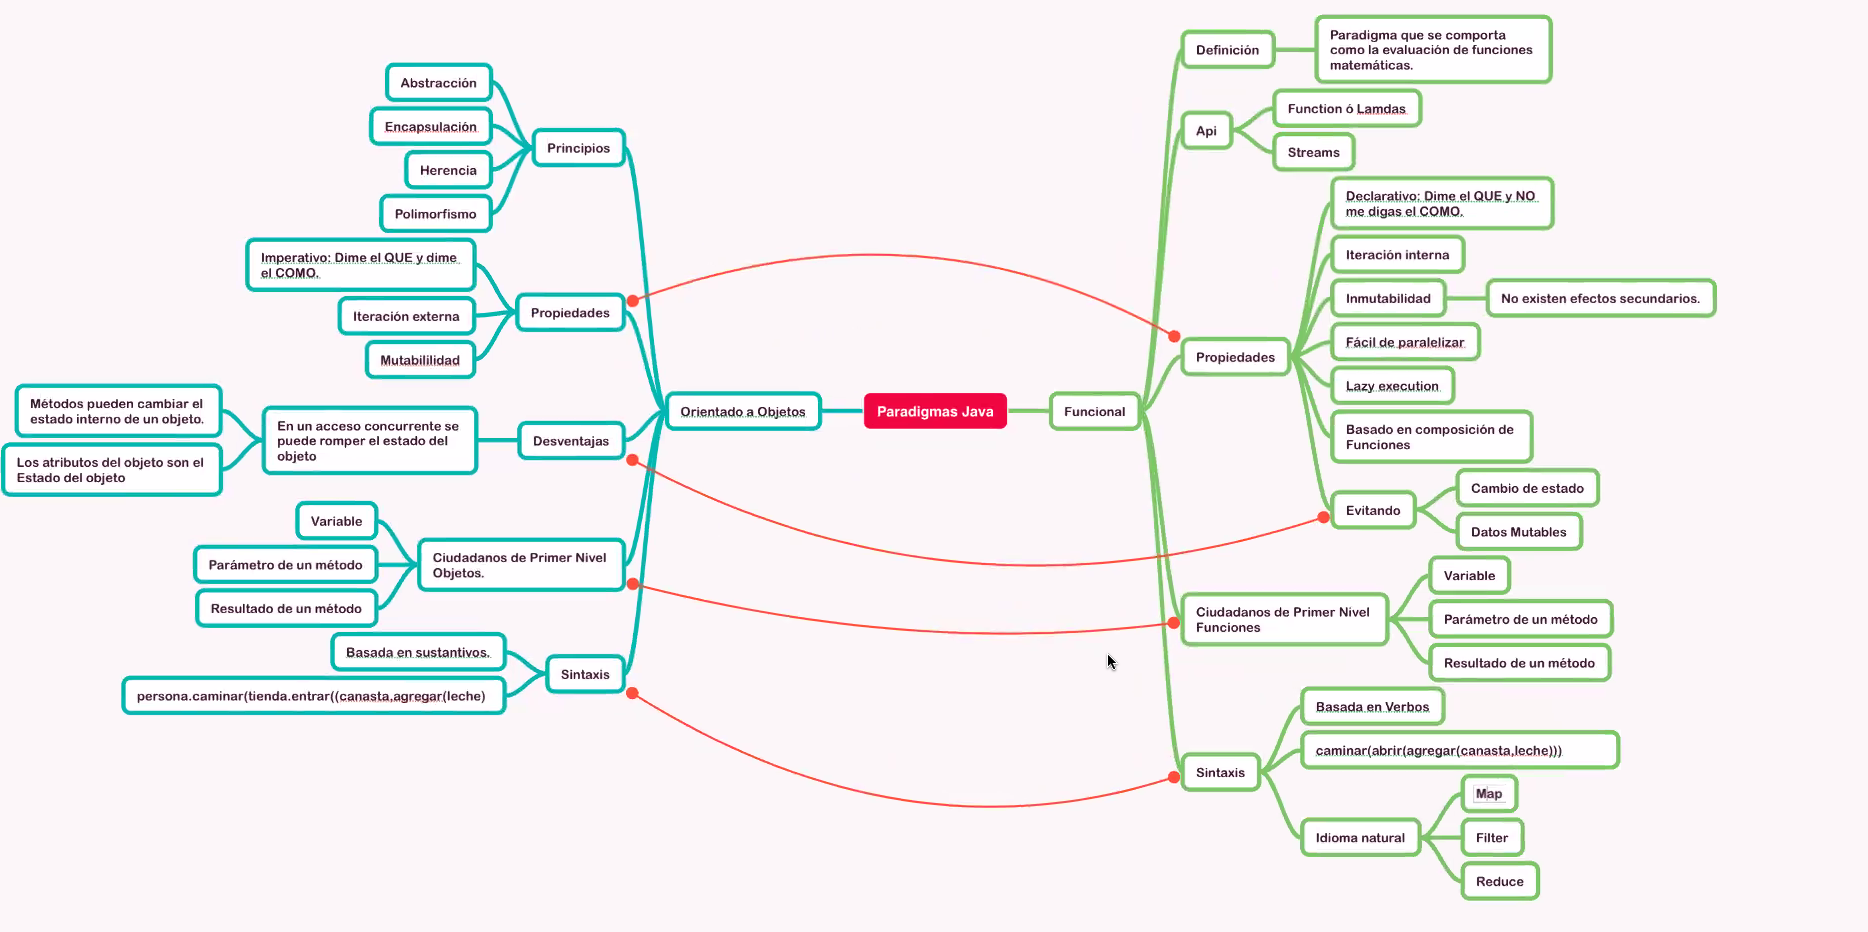 Paradigmas Java
Orientado a Objetos
Principios
Abstracción
Encapsulación
Herencia
Polimorfismo
Propiedades
Imperativo: Dime el QUE y dime
el COMO.
Iteración externa
Mutabililidad
Desventajas
En un acceso concurrente se
puede romper el estado del
objeto
Métodos pueden cambiar el
estado interno de un objeto.
Los atributos del objeto son el
Estado del objeto
Ciudadanos de Primer Nivel
Objetos.
Variable
Parámetro de un método
Resultado de un método
Sintaxis
Basada en sustantivos.
persona.caminar(tienda.entrar((canasta,agregar(leche)
Funcional
Definición
Paradigma que se comporta
como la evaluación de funciones
matemáticas.
Api
Function ó Lamdas
Streams
Propiedades
Declarativo: Dime el QUE y NO
me digas el COMO.
Iteración interna
Inmutabilidad
No existen efectos secundarios.
Fácil de paralelizar
Lazy execution
Basado en composición de
Funciones
Evitando
Cambio de estado
Datos Mutables
Ciudadanos de Primer Nivel
Funciones
Variable
Parámetro de un método
Resultado de un método
Sintaxis
Basada en Verbos
caminar(abrir(agregar(canasta,leche)))
Idioma natural
Map
Filter
Reduce